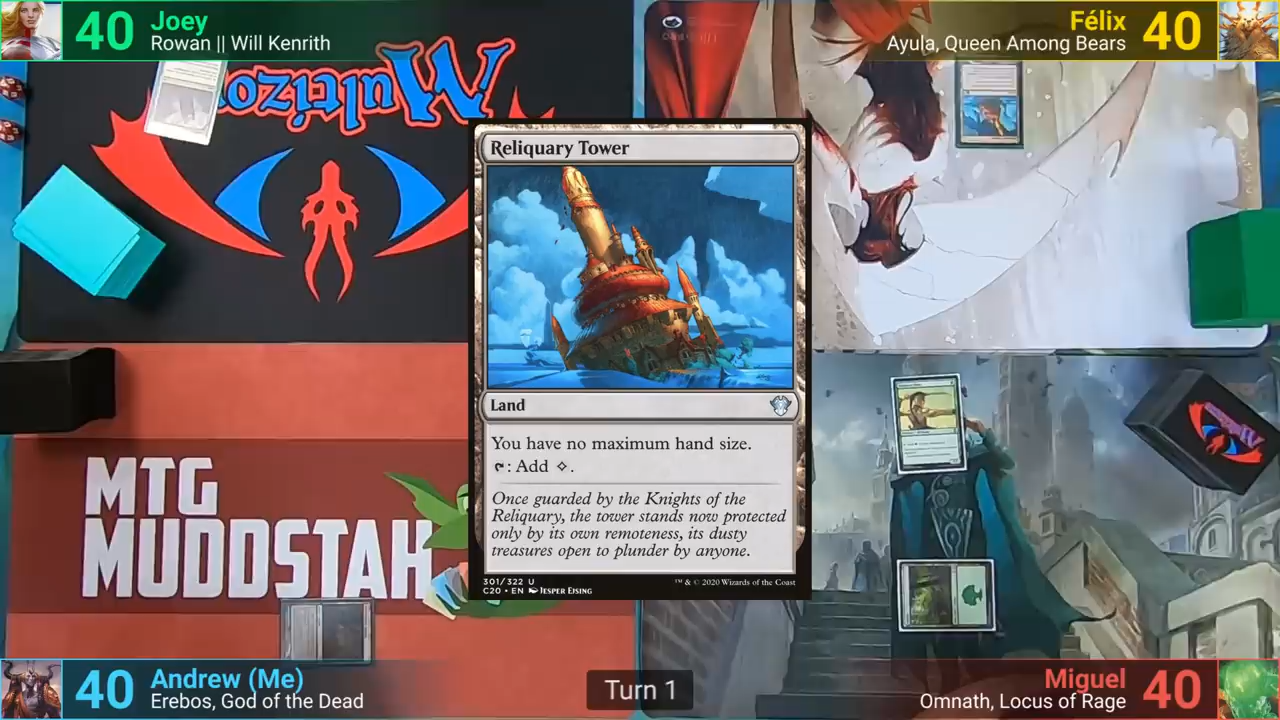 40
Joey
Rowan || Will Kenrith
Félix
Ayula, Queen Among Bears
40
Multizor
Reliquary Tower
Land
You have no maximum hand size.
: Add .
Once guarded by the Knights of the
Reliquary, the tower stands now protected
only by its own remoteness, its dusty
treasures open to plunder by anyone.
301/322 U
C20 • EN JESPER EJSING
™ & © 2020 Wizards of the Coast
MTG
MUDDSTAH
40
Andrew (Me)
Erebos, God of the Dead
Turn 1
Miguel
Omnath, Locus of Rage
40